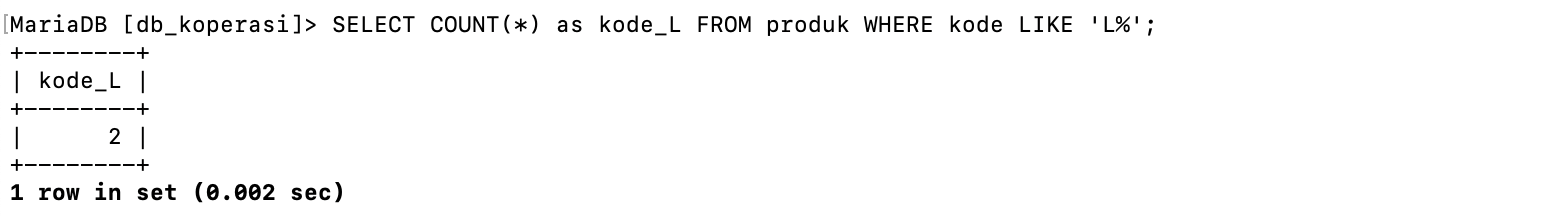 MariaDB [db_koperasi]> SELECT COUNT(*) as kode_L FROM produk WHERE kode LIKE 'L%';
+--------+
| kode_L |
+--------+
|      2 |
+--------+
1 row in set (0.002 sec)